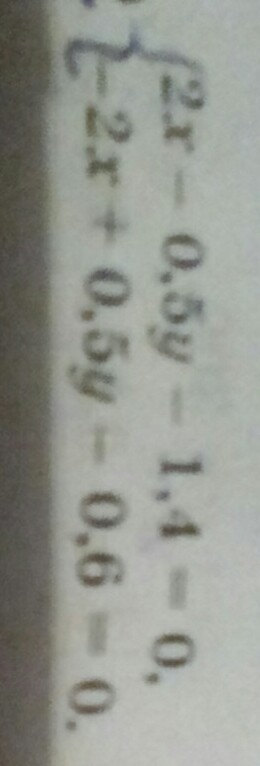 2x − 0,5y − 1,4 = 0,
−2x + 0,5y − 0,6 = 0.